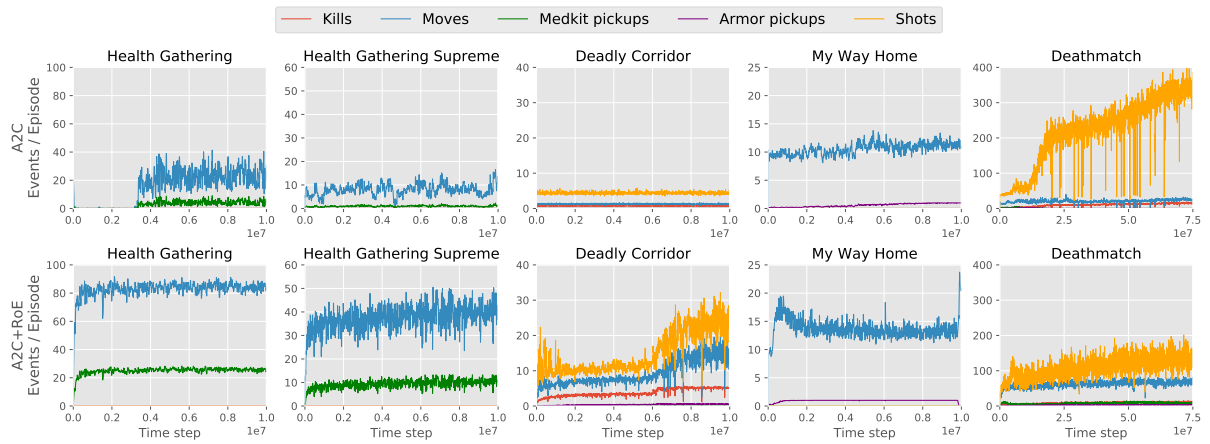 Kills Moves Medkit pickups Armor pickups Shots
Health Gathering Health Gathering Supreme Deadly Corridor My Way Home Deathmatch
A2C
Events / Episode
100 80 60 40 20 0
0 0.2 0.4 0.6 0.8 1.0
1e7
60 50 40 30 20 10 0
0.0 0.2 0.4 0.6 0.8 1.0
1e7
40 30 20 10 0
0.0 0.2 0.4 0.6 0.8 1.0
1e7
25 20 15 10 5 0
0.0 0.2 0.4 0.6 0.8 1.0
1e7
400 300 200 100 0
0.0 2.5 5.0 7.5
1e7
Health Gathering Health Gathering Supreme Deadly Corridor My Way Home Deathmatch
A2C+RoE
Events / Episode
100 80 60 40 20 0
0 0.2 0.4 0.6 0.8 1.0
Time step 1e7
60 50 40 30 20 10 0
0.0 0.2 0.4 0.6 0.8 1.0
Time step 1e7
40 30 20 10 0
0.0 0.2 0.4 0.6 0.8 1.0
Time step 1e7
25 20 15 10 5 0
0.0 0.2 0.4 0.6 0.8 1.0
Time step 1e7
400 300 200 100 0
0.0 2.5 5.0 7.5
Time step 1e7